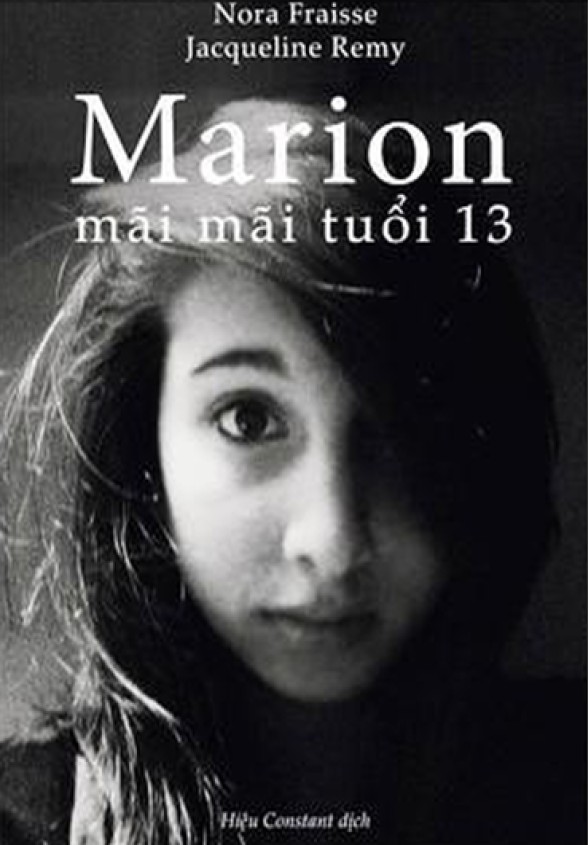 Nora Fraisse
Jacqueline Remy
Marion
mãi mãi tuổi 13
Hiệu Constant dịch